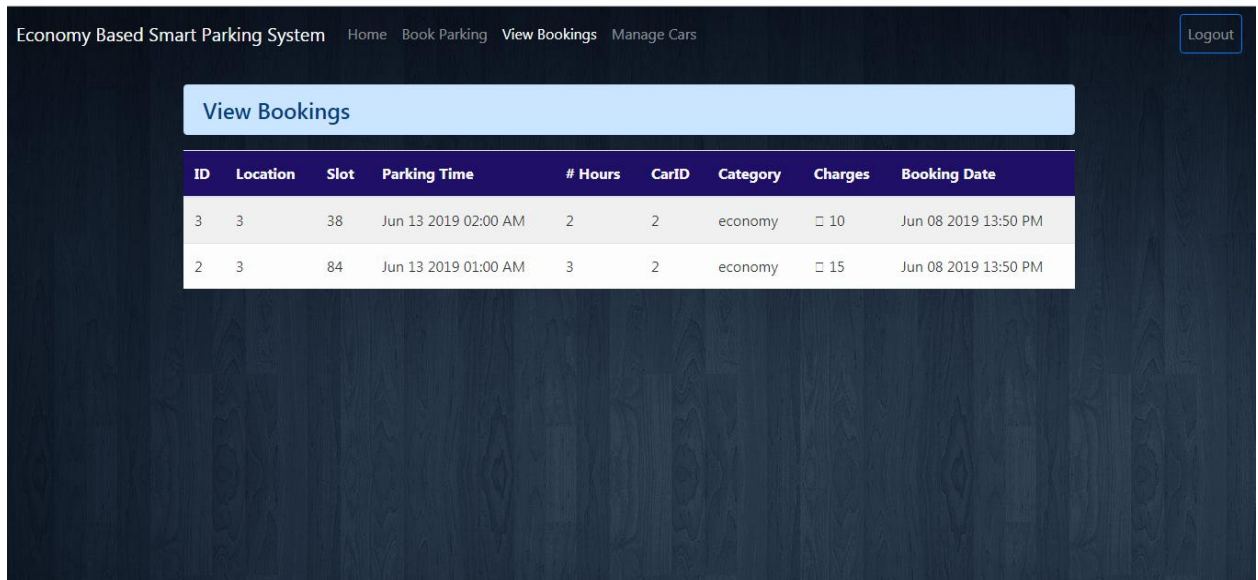 Economy Based Smart Parking System Home Book Parking View Bookings Manage Cars Logout
View Bookings
ID Location Slot Parking Time # Hours CarID Category Charges Booking Date
3 3 38 Jun 13 2019 02:00 AM 2 2 economy □ 10 Jun 08 2019 13:50 PM
2 3 84 Jun 13 2019 01:00 AM 3 2 economy □ 15 Jun 08 2019 13:50 PM